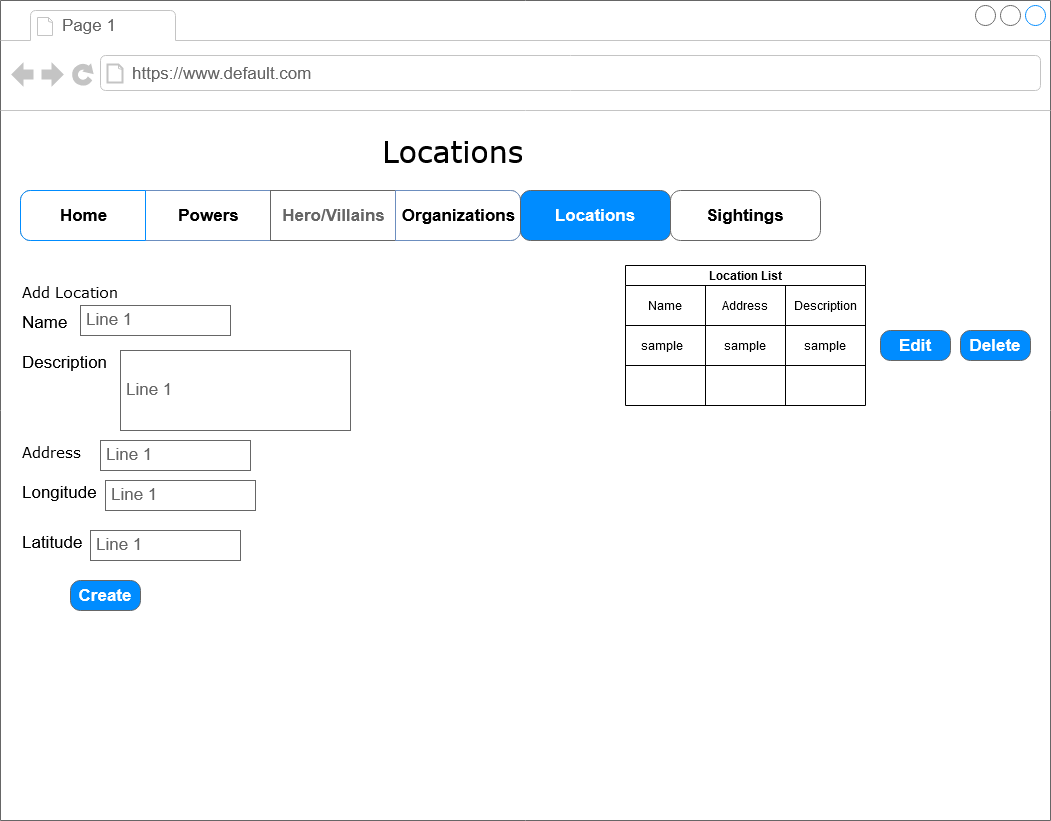 Page 1
https://www.default.com
Locations
Home Powers Hero/Villains Organizations Locations Sightings
Add Location
Name Line 1
Description Line 1
Address Line 1
Longitude Line 1
Latitude Line 1
Create
Location List
Name Address Description
sample sample sample Edit Delete